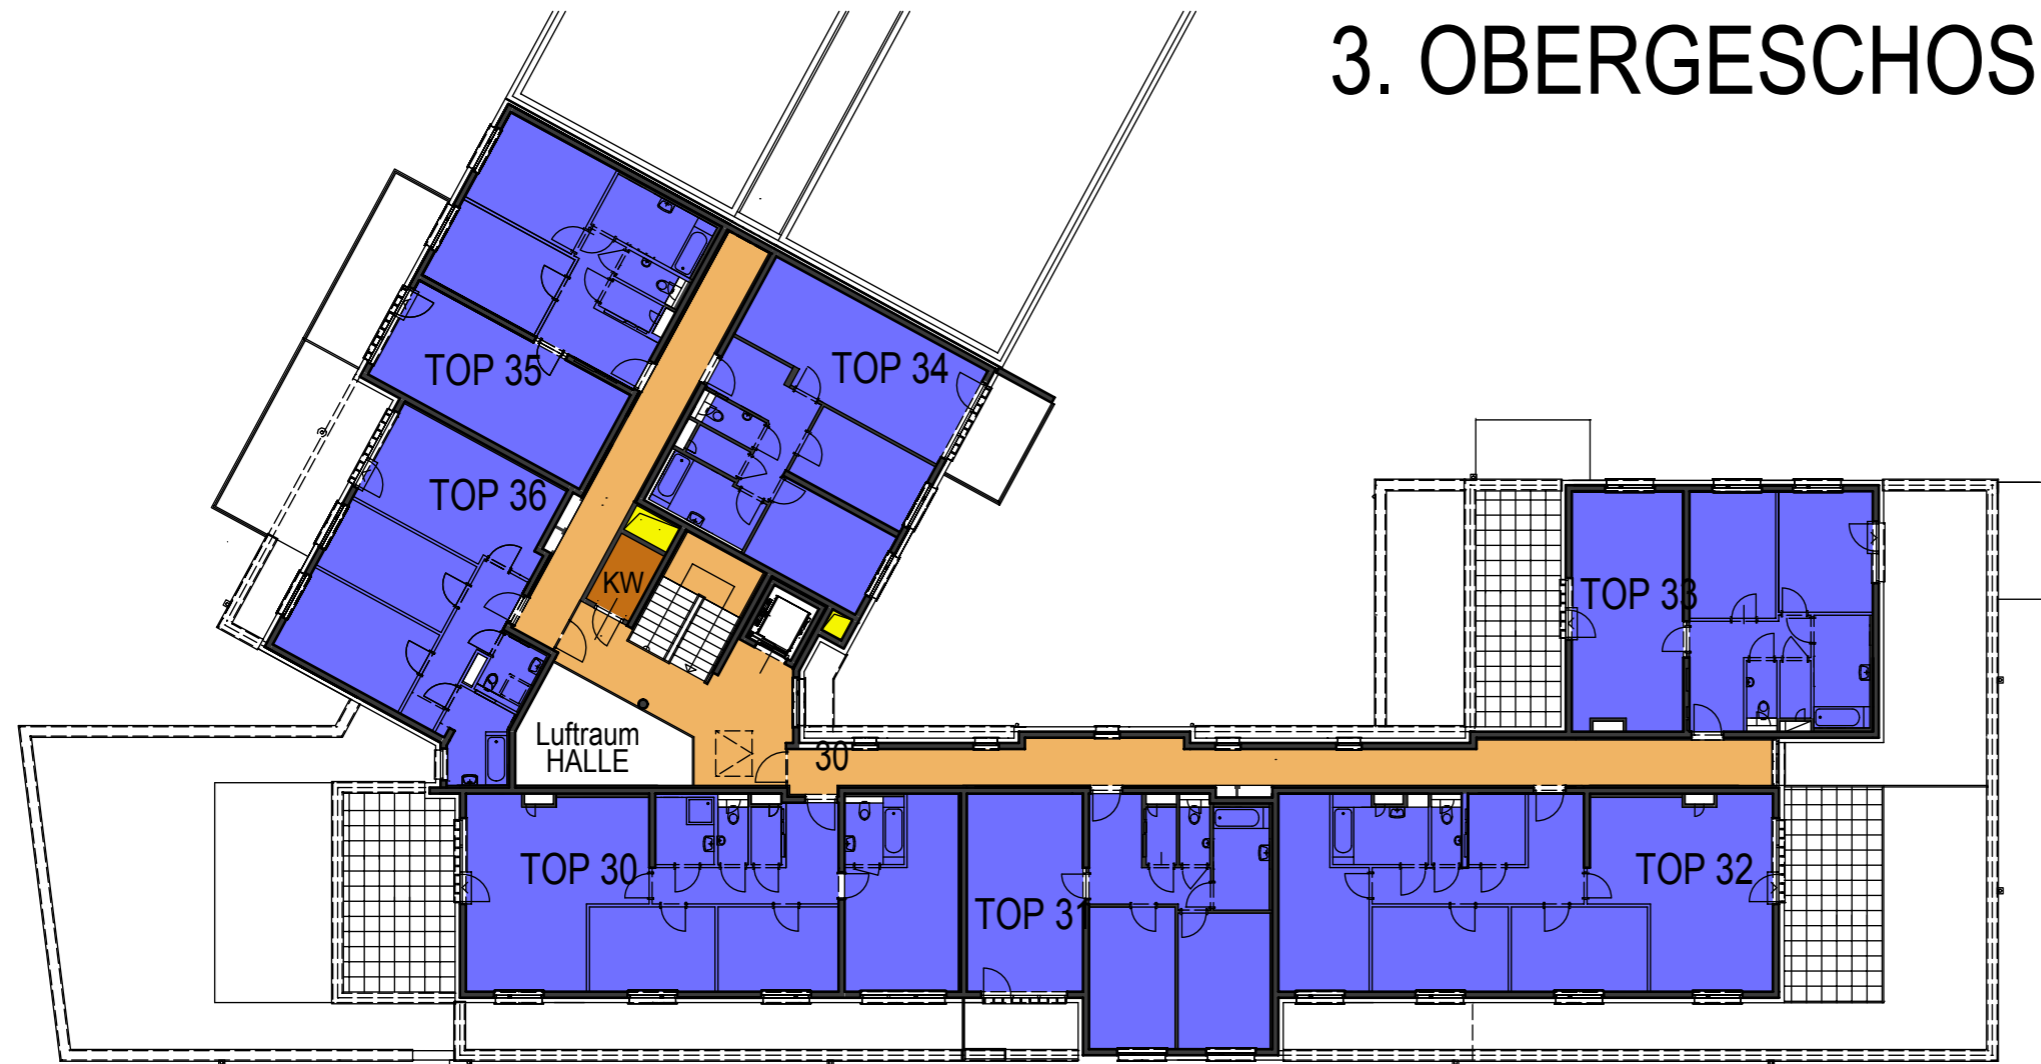 3. OBERGESCHOS
TOP 35
TOP 34
TOP 36
KW
TOP 33
Luftraum
HALLE
30
TOP 30
TOP 31
TOP 32